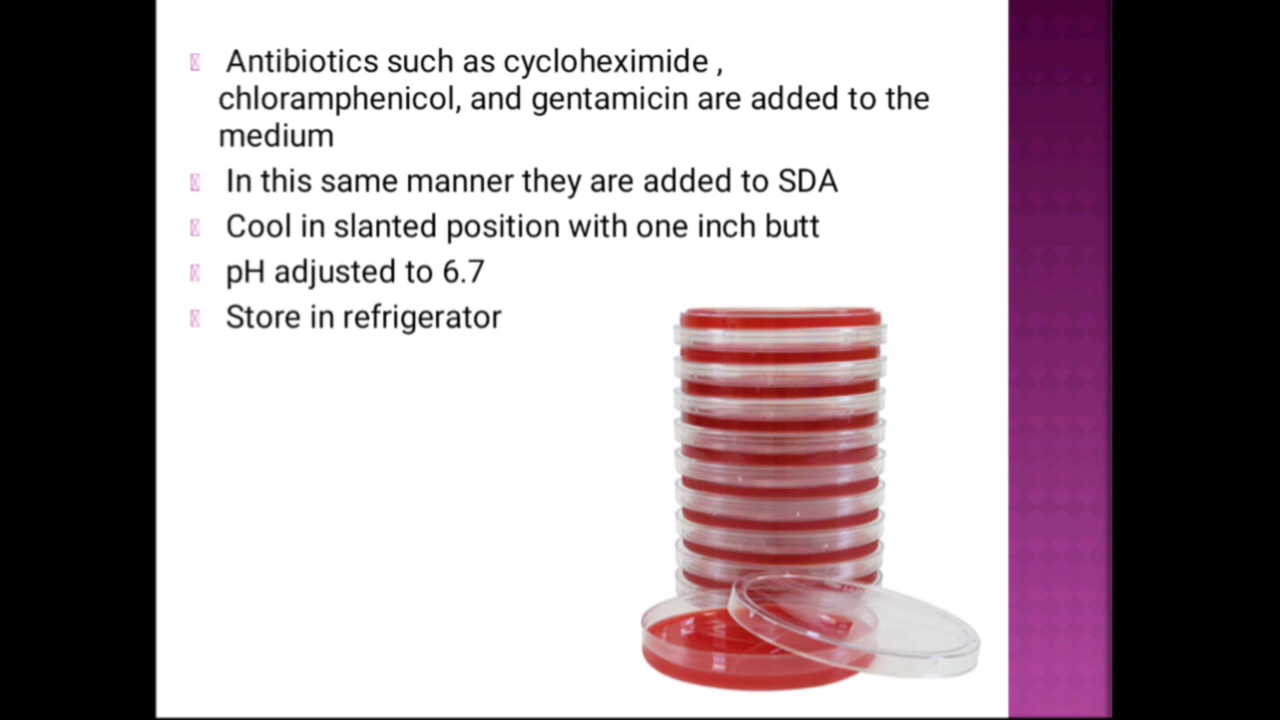 Antibiotics such as cycloheximide ,
chloramphenicol, and gentamicin are added to the
medium
In this same manner they are added to SDA
Cool in slanted position with one inch butt
pH adjusted to 6.7
Store in refrigerator